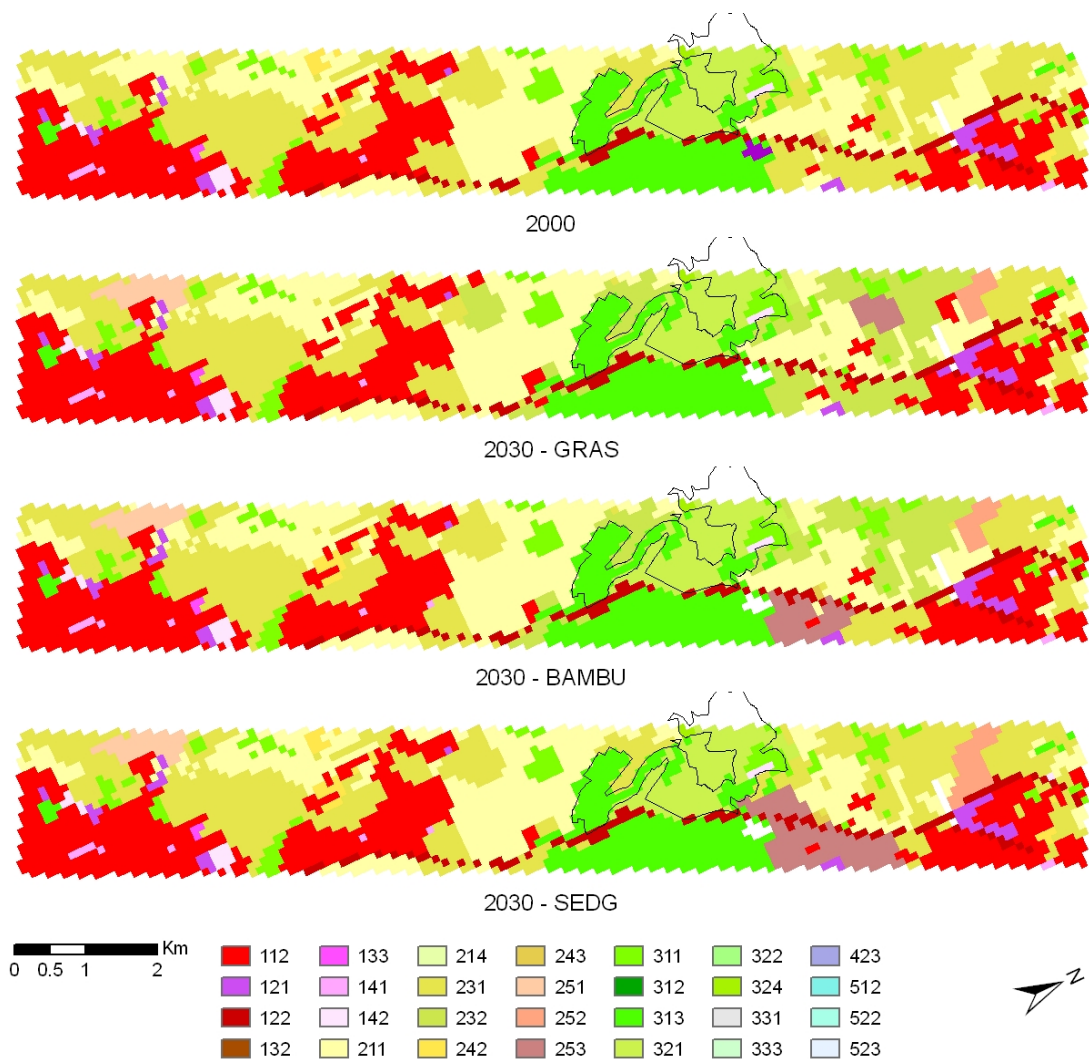 2000
2030 - GRAS
2030 - BAMBU
2030 - SEDG
Km
0 0.5 1 2
112 133 214 243 311 322 423
121 141 231 251 312 324 512
122 142 232 252 313 331 522
132 211 242 253 321 333 523
N